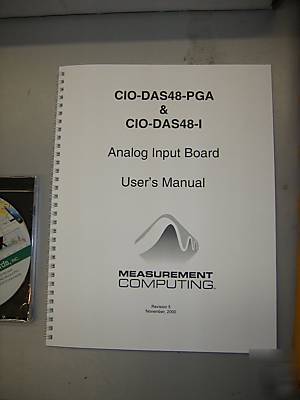 CIO-DAS48-PGA
&
CIO-DAS48-I
Analog Input Board
User's Manual
MEASUREMENT
COMPUTING
Revision 5
November, 2000